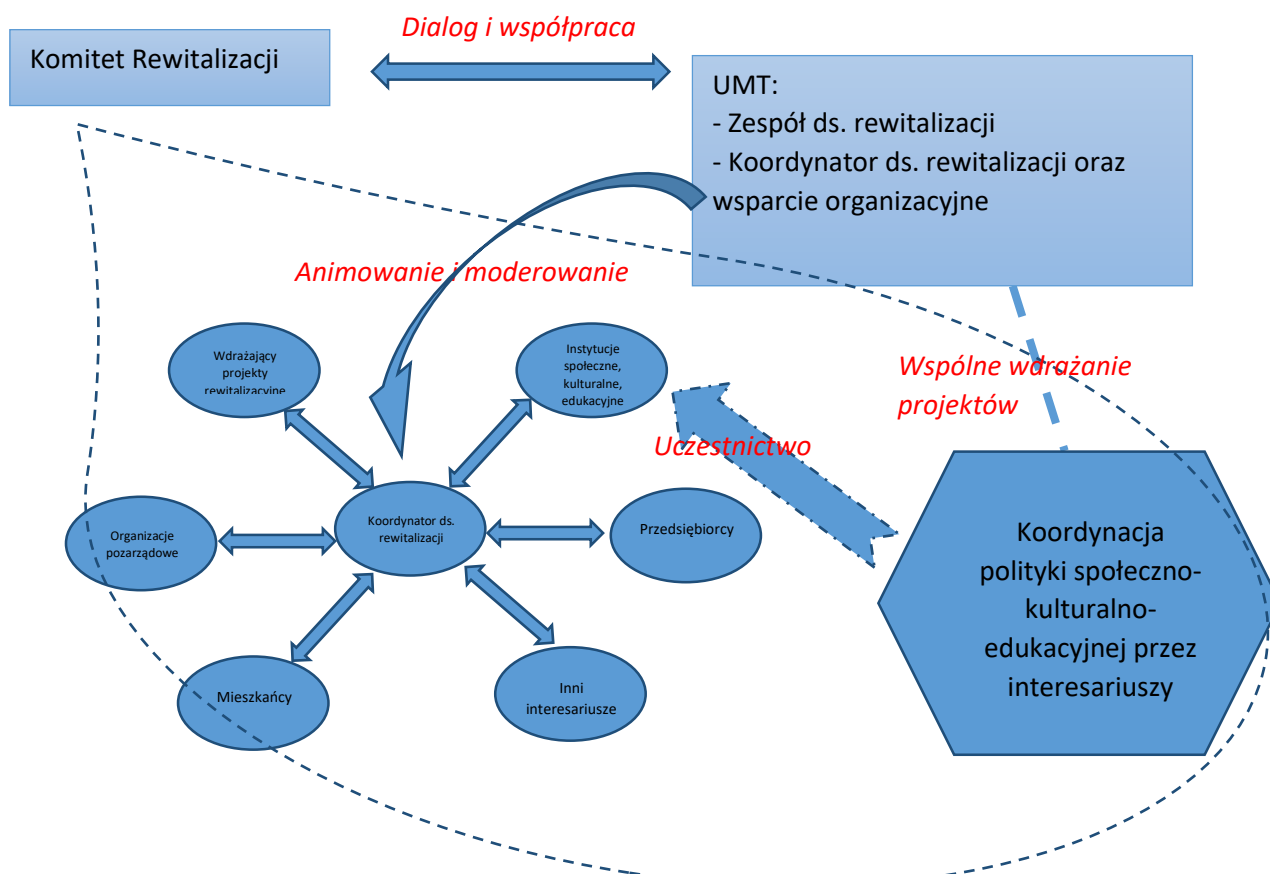 Dialog i współpraca
Komitet Rewitalizacji
UMT:
- Zespół ds. rewitalizacji
- Koordynator ds. rewitalizacji oraz
wsparcie organizacyjne
Animowanie i moderowanie
Wdrażający
projekty
rewitalizacyjne
Instytucje
społeczne,
kulturalne,
edukacyjne
Wspólne wdrażanie
projektów
Uczestnictwo
Organizacje
pozarządowe
Koordynator ds.
rewitalizacji
Przedsiębiorcy
Koordynacja
polityki społeczno-
kulturalno-
edukacyjnej przez
interesariuszy
Mieszkańcy
Inni
interesariusze